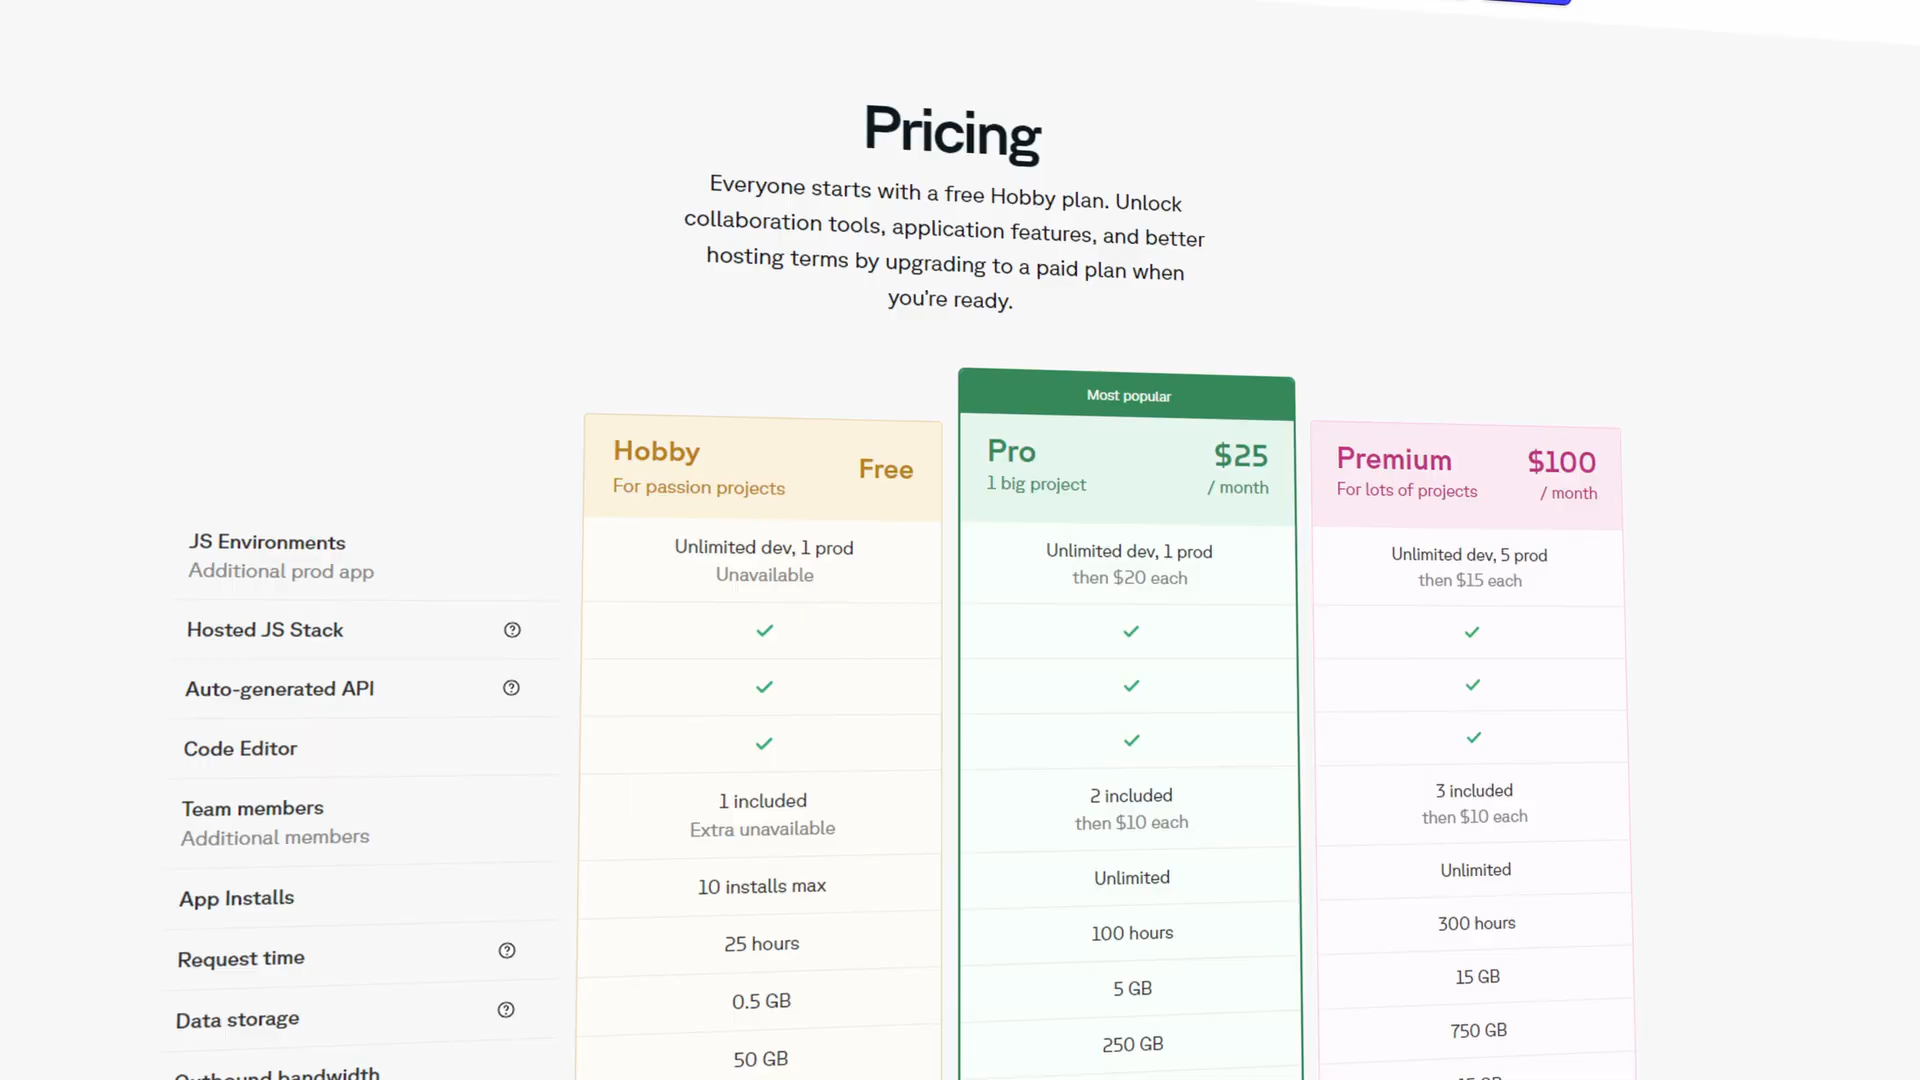 Pricing
Everyone starts with a free Hobby plan. Unlock
collaboration tools, application features, and better
hosting terms by upgrading to a paid plan when
you're ready.
Most popular
Hobby
For passion projects
Free
Pro
1 big project
$25
/ month
Premium
For lots of projects
$100
/ month
JS Environments
Additional prod app
Unlimited dev, 1 prod
Unavailable
Unlimited dev, 1 prod
then $20 each
Unlimited dev, 5 prod
then $15 each
Hosted JS Stack
Auto-generated API
Code Editor
Team members
Additional members
1 included
Extra unavailable
2 included
then $10 each
3 included
then $10 each
App Installs
10 installs max
Unlimited
Unlimited
Request time
25 hours
100 hours
300 hours
Data storage
0.5 GB
5 GB
15 GB
Outbound bandwidth
50 GB
250 GB
750 GB